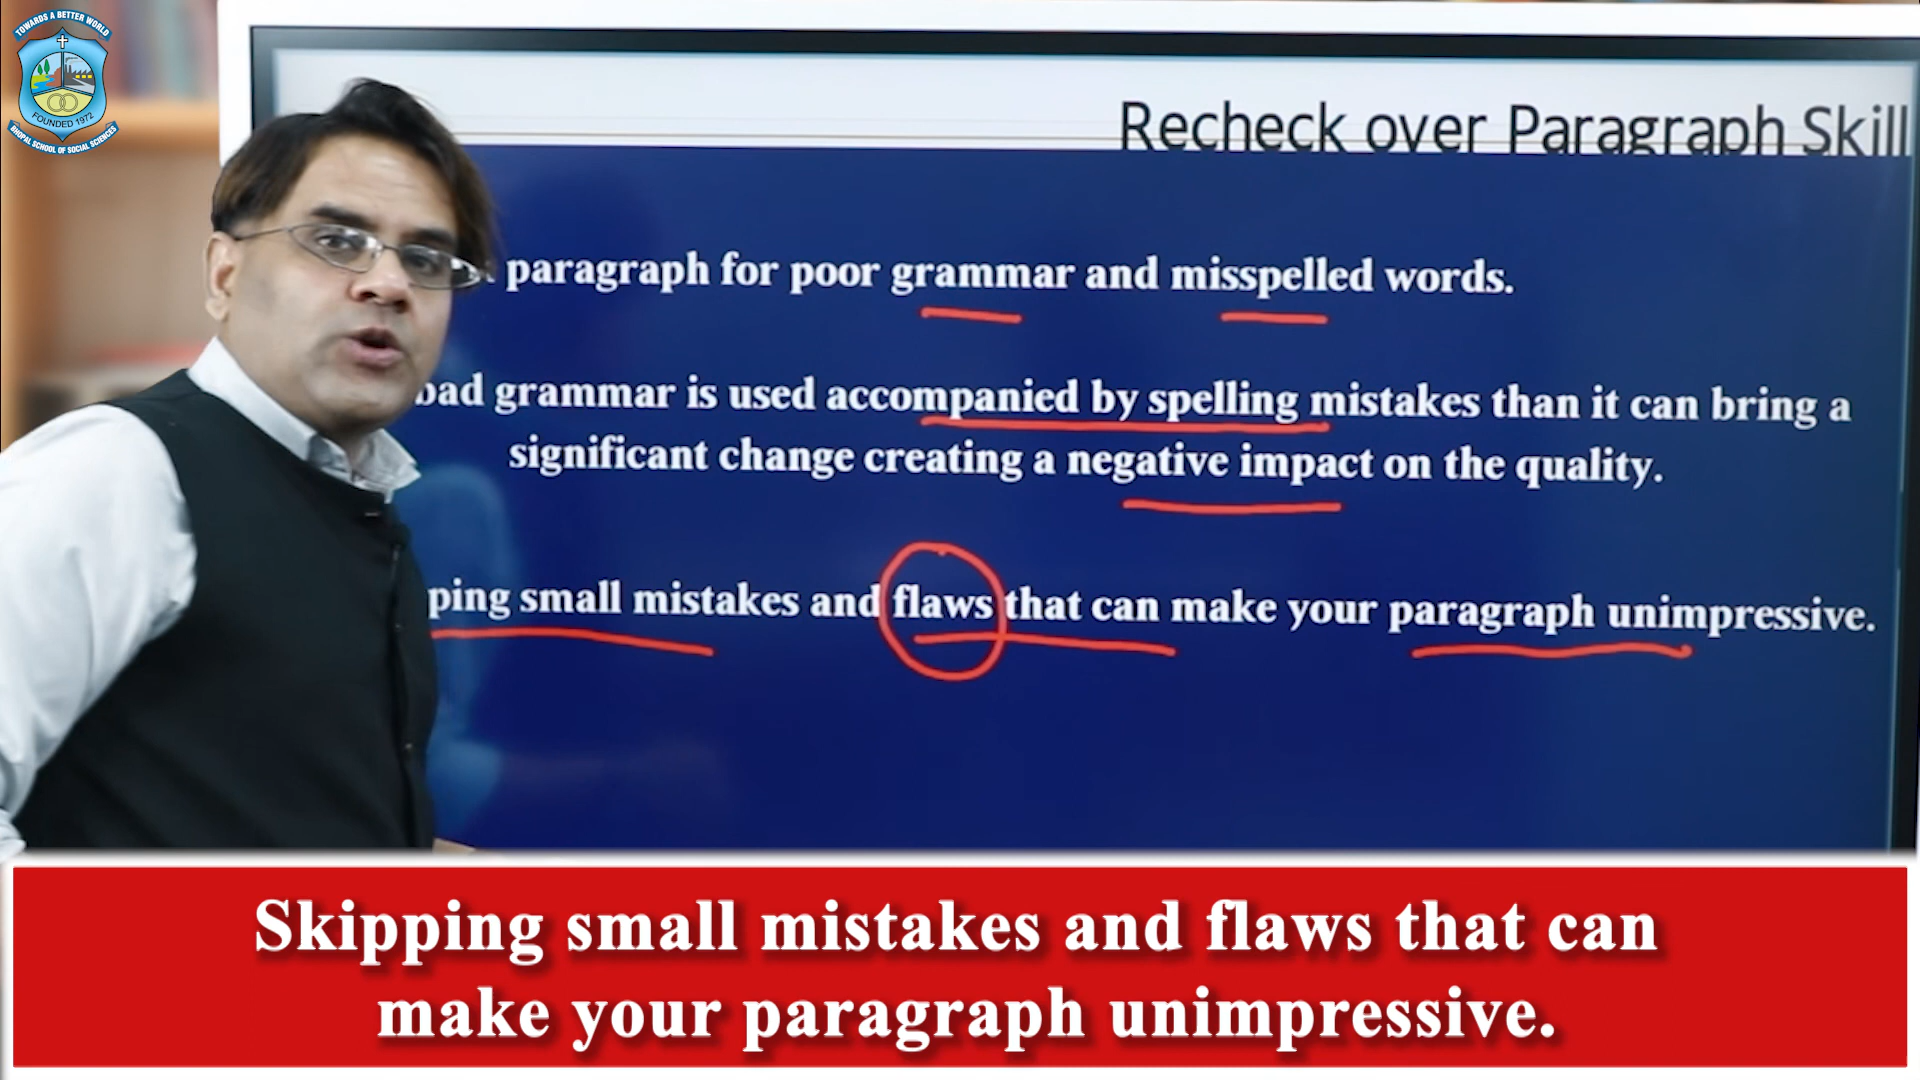 TOWARDS A BETTER WORLD
FOUNDED 1972
BHOPAL SCHOOL OF SOCIAL SCIENCES
Recheck over Paragraph Skill
paragraph for poor grammar and misspelled words.
bad grammar is used accompanied by spelling mistakes than it can bring a
significant change creating a negative impact on the quality.
ping small mistakes and flaws that can make your paragraph unimpressive.
Skipping small mistakes and flaws that can
make your paragraph unimpressive.